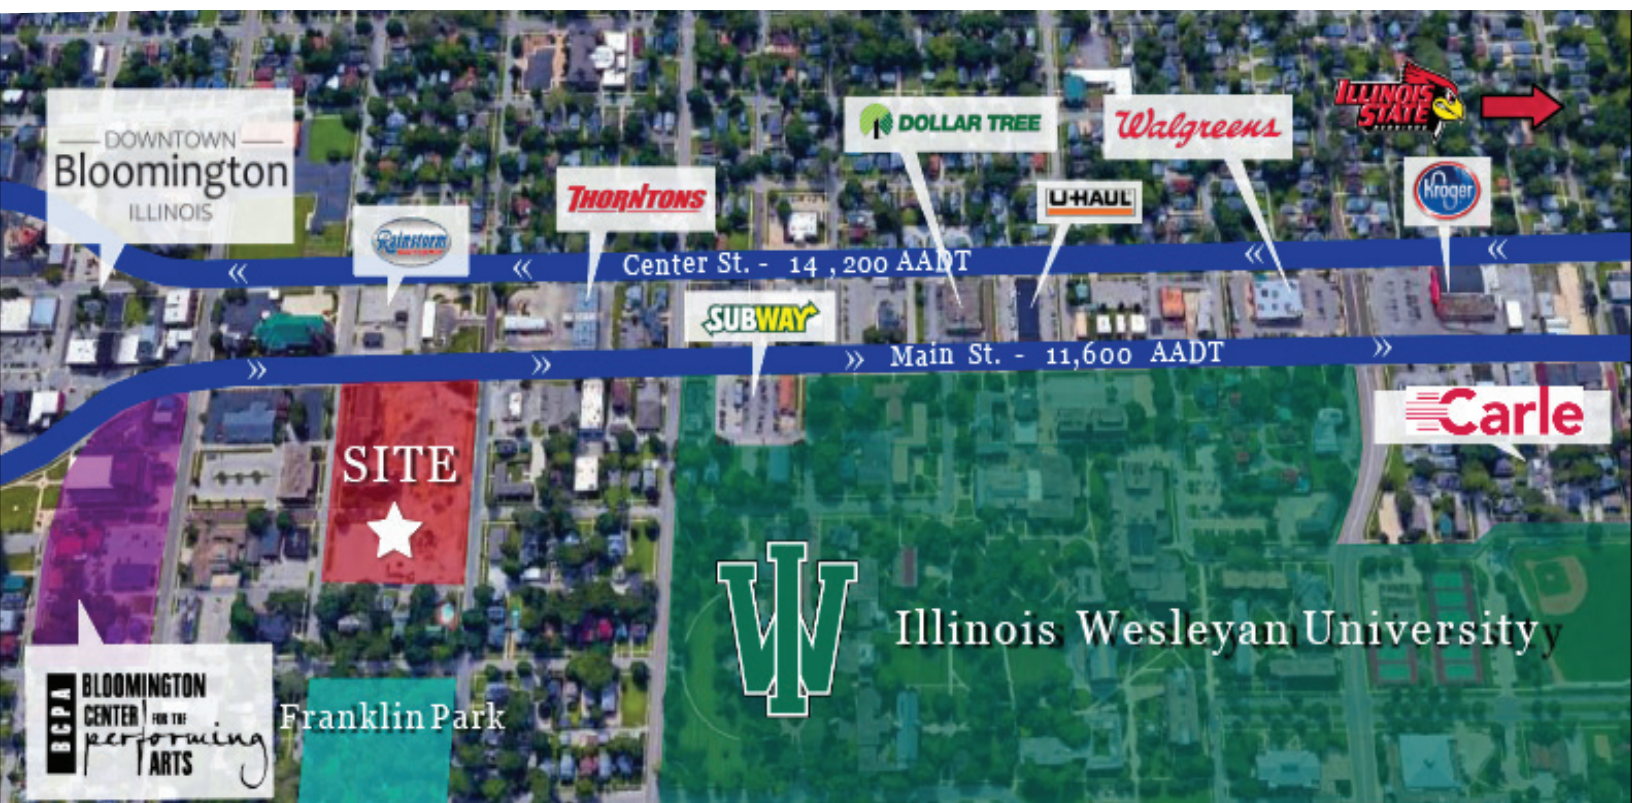 DOWNTOWN
Bloomington
ILLINOIS
Rainstorm
THORNTONS
DOLLAR TREE
Walgreens
ILLINOIS
STATE
U-HAUL
Kroger
« « Center St. - 14 ,200 AADT « «
SUBWAY
» » » Main St. - 11,600 AADT »
Carle
SITE
IW
Illinois Wesleyan University
BCPA
BLOOMINGTON
CENTER FOR THE
performing
ARTS
Franklin Park